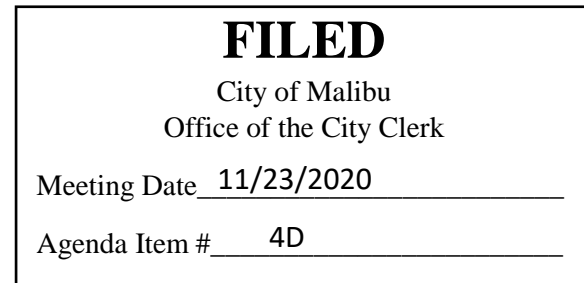 FILED
City of Malibu
Office of the City Clerk
Meeting Date 11/23/2020
Agenda Item # 4D